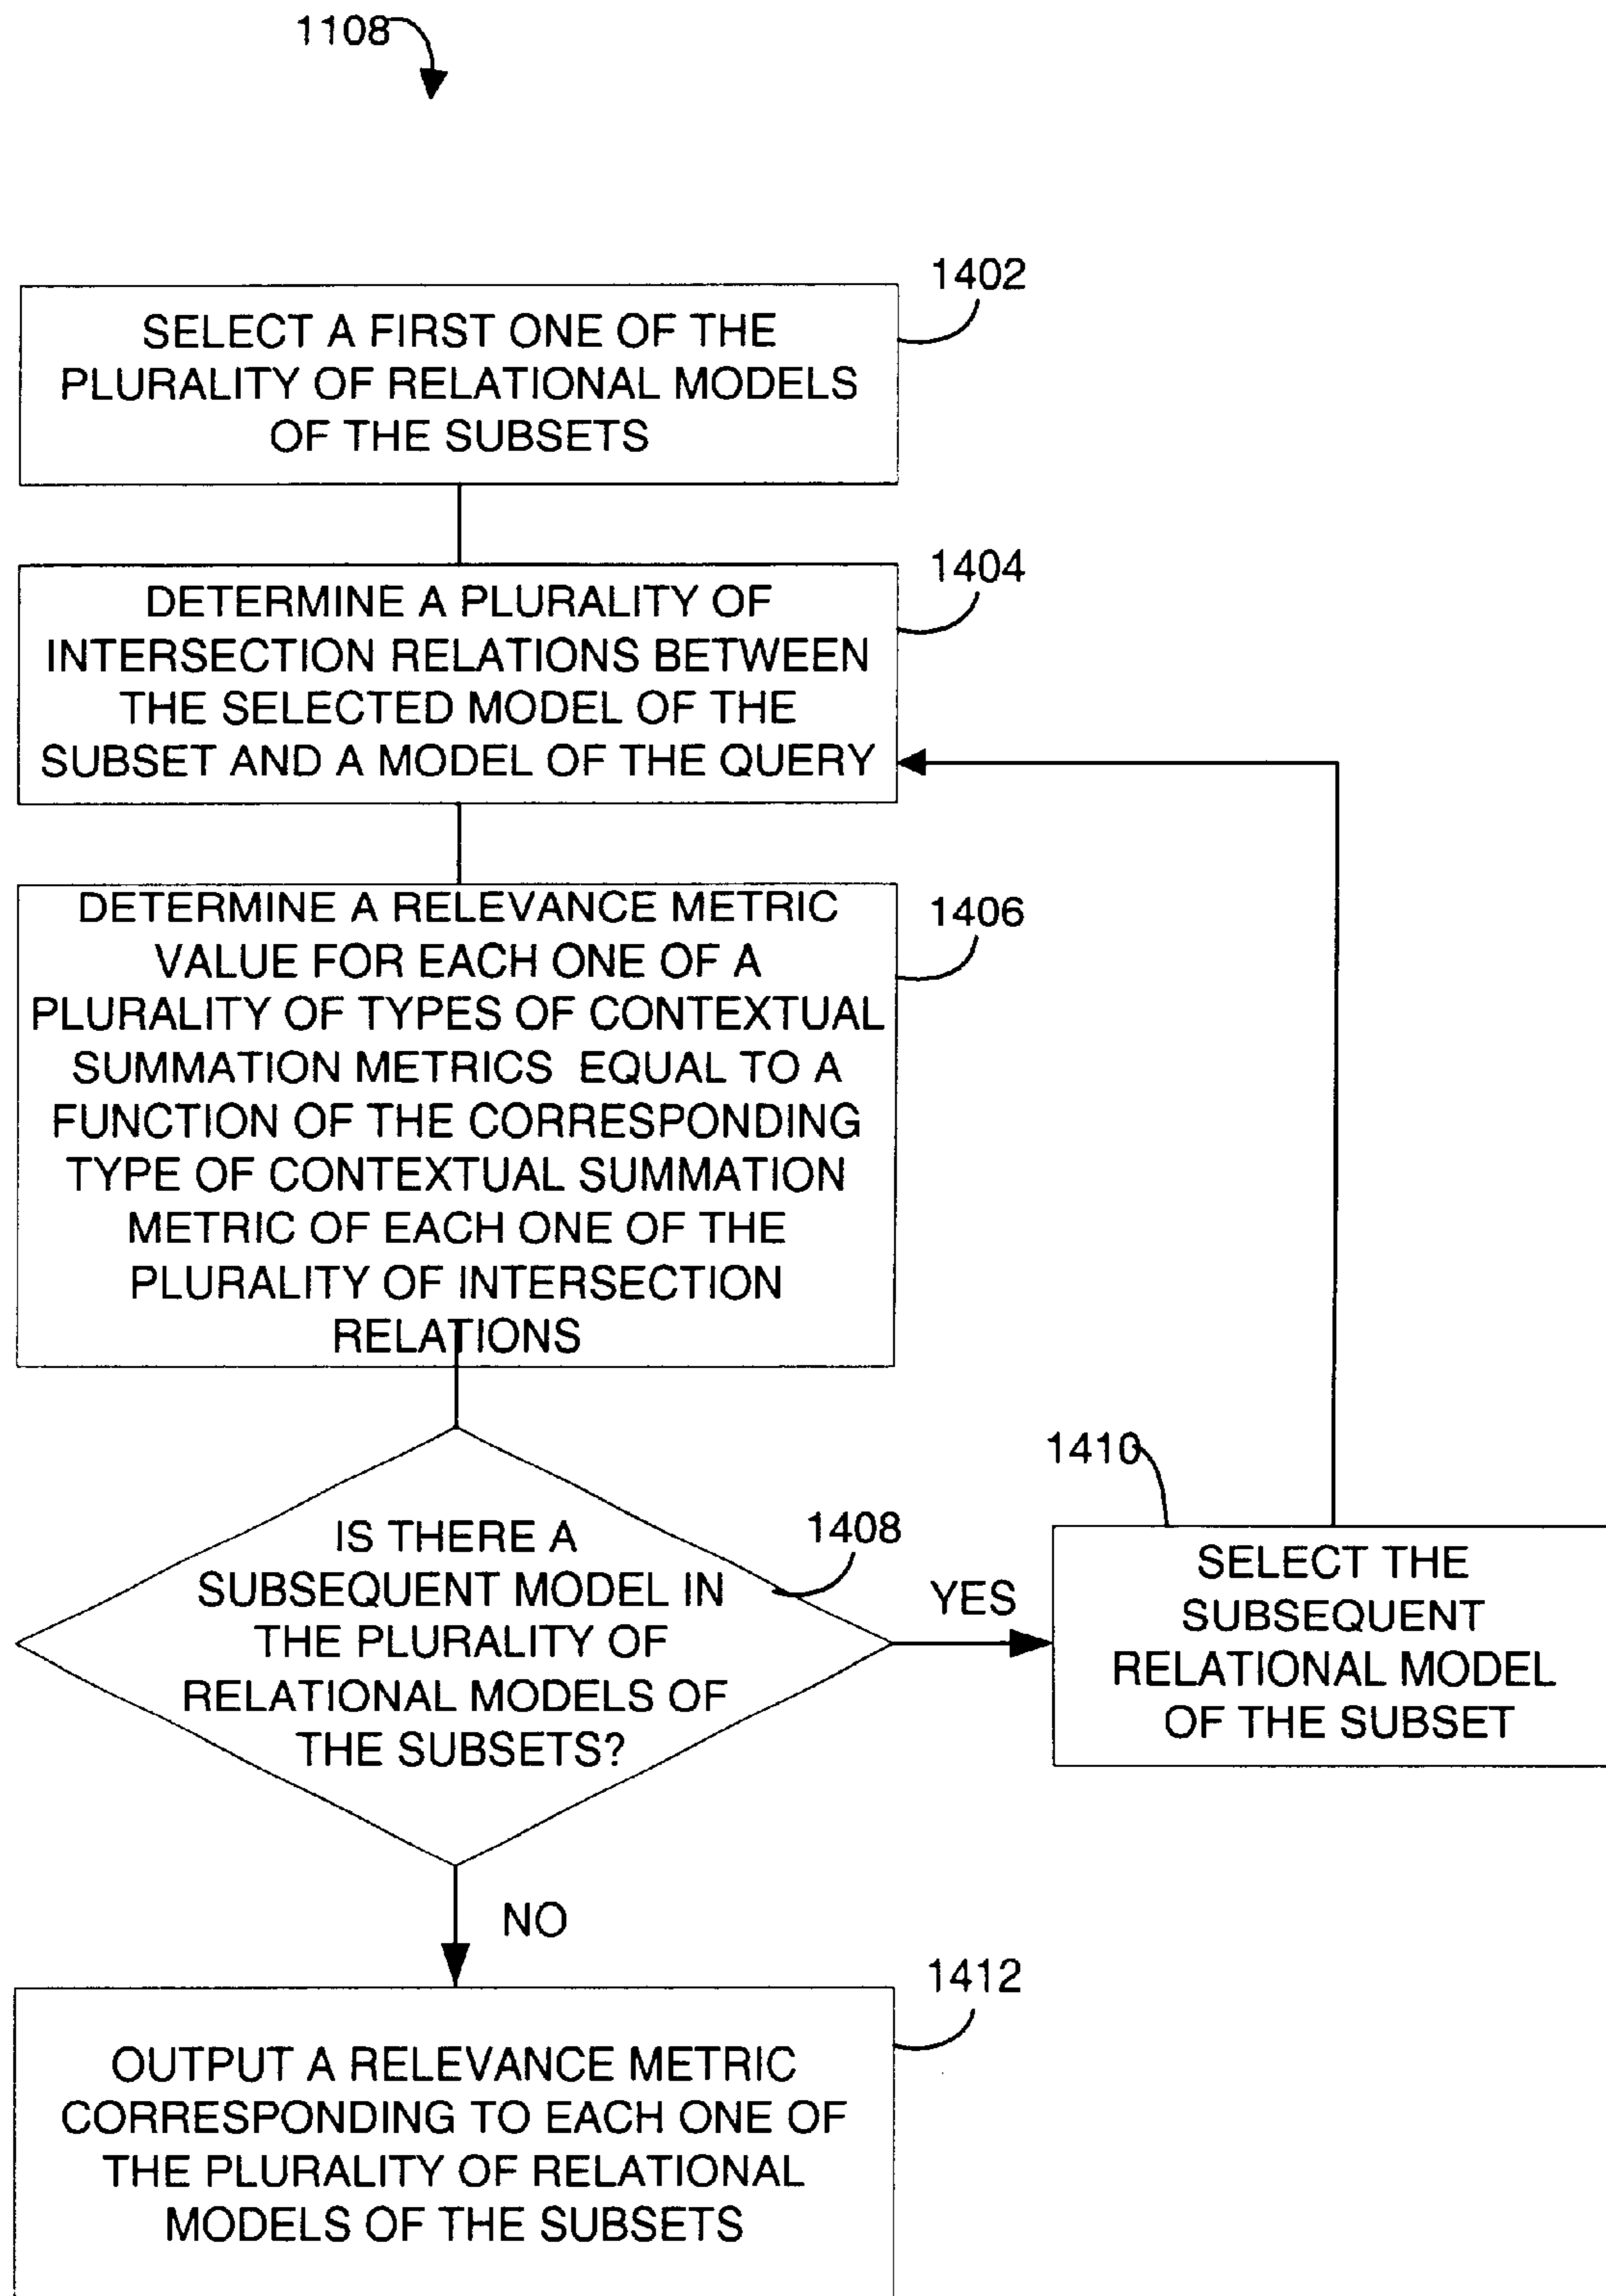 1108
1402
SELECT A FIRST ONE OF THE
PLURALITY OF RELATIONAL MODELS
OF THE SUBSETS
1404
DETERMINE A PLURALITY OF
INTERSECTION RELATIONS BETWEEN
THE SELECTED MODEL OF THE
SUBSET AND A MODEL OF THE QUERY
1406
DETERMINE A RELEVANCE METRIC
VALUE FOR EACH ONE OF A
PLURALITY OF TYPES OF CONTEXTUAL
SUMMATION METRICS EQUAL TO A
FUNCTION OF THE CORRESPONDING
TYPE OF CONTEXTUAL SUMMATION
METRIC OF EACH ONE OF THE
PLURALITY OF INTERSECTION
RELATIONS
1408
IS THERE A
SUBSEQUENT MODEL IN
THE PLURALITY OF
RELATIONAL MODELS OF
THE SUBSETS?
YES
1410
SELECT THE
SUBSEQUENT
RELATIONAL MODEL
OF THE SUBSET
NO
1412
OUTPUT A RELEVANCE METRIC
CORRESPONDING TO EACH ONE OF
THE PLURALITY OF RELATIONAL
MODELS OF THE SUBSETS